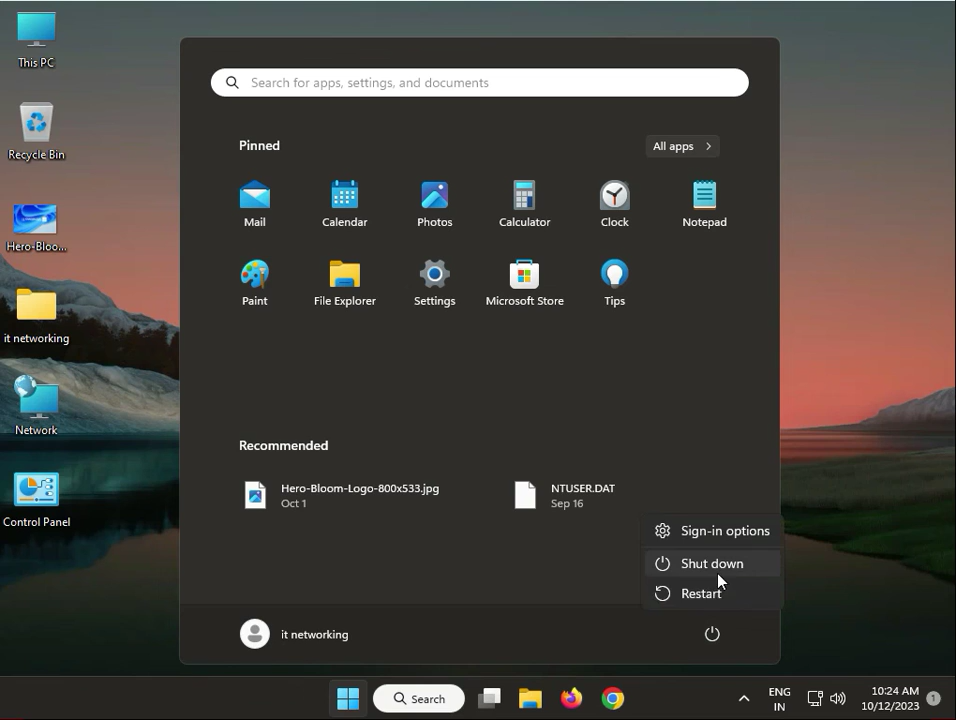 This PC
Recycle Bin
Hero-Bloo...
it networking
Network
Control Panel
Search for apps, settings, and documents
Pinned
All apps
Mail
Calendar
Photos
Calculator
Clock
Notepad
Paint
File Explorer
Settings
Microsoft Store
Tips
Recommended
Hero-Bloom-Logo-800x533.jpg
Oct 1
NTUSER.DAT
Sep 16
Sign-in options
Shut down
Restart
it networking
Search
ENG
IN
10:24 AM
10/12/2023
1